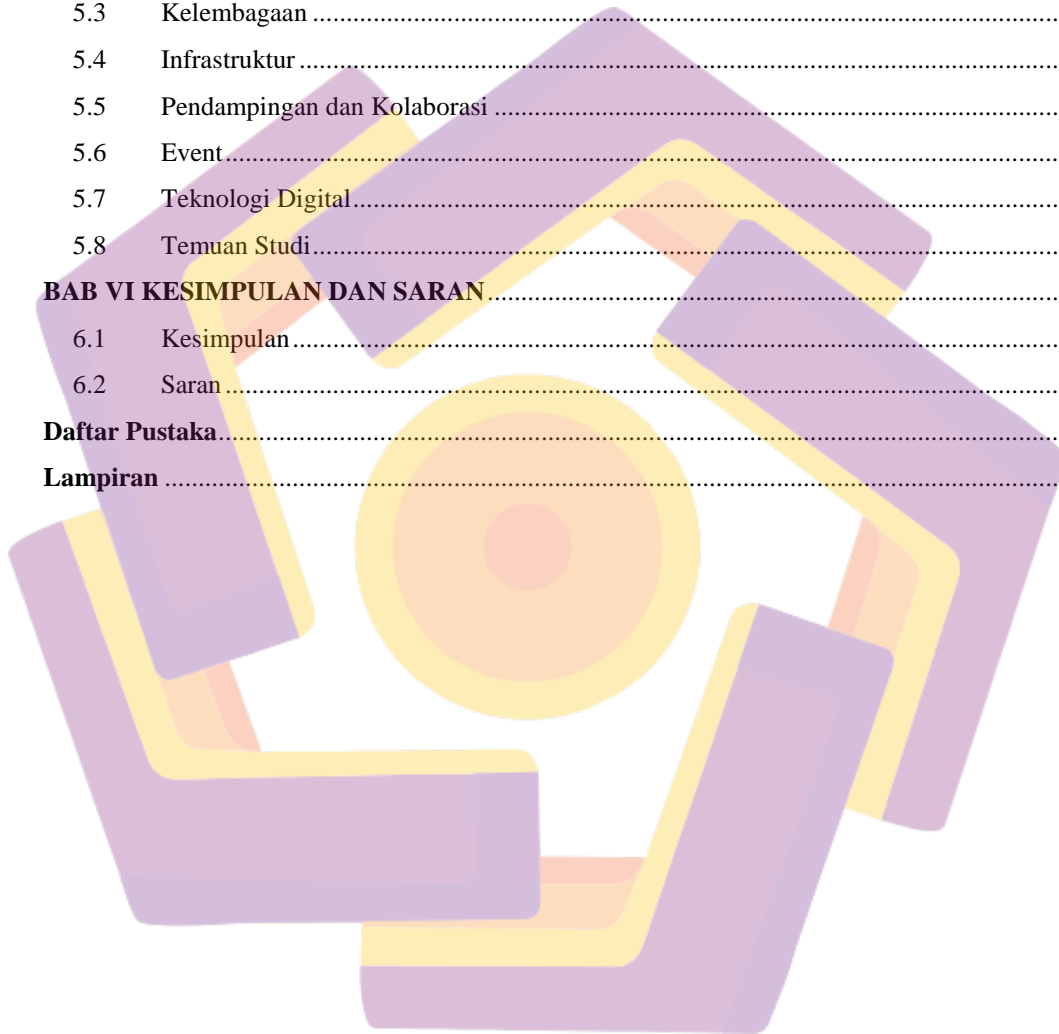 5.3 Kelembagaan ....................................................................................................
5.4 Infrastruktur ....................................................................................................
5.5 Pendampingan dan Kolaborasi ....................................................................................................
5.6 Event ....................................................................................................
5.7 Teknologi Digital ....................................................................................................
5.8 Temuan Studi ....................................................................................................
BAB VI KESIMPULAN DAN SARAN ....................................................................................................
6.1 Kesimpulan ....................................................................................................
6.2 Saran ....................................................................................................
Daftar Pustaka ....................................................................................................
Lampiran ....................................................................................................